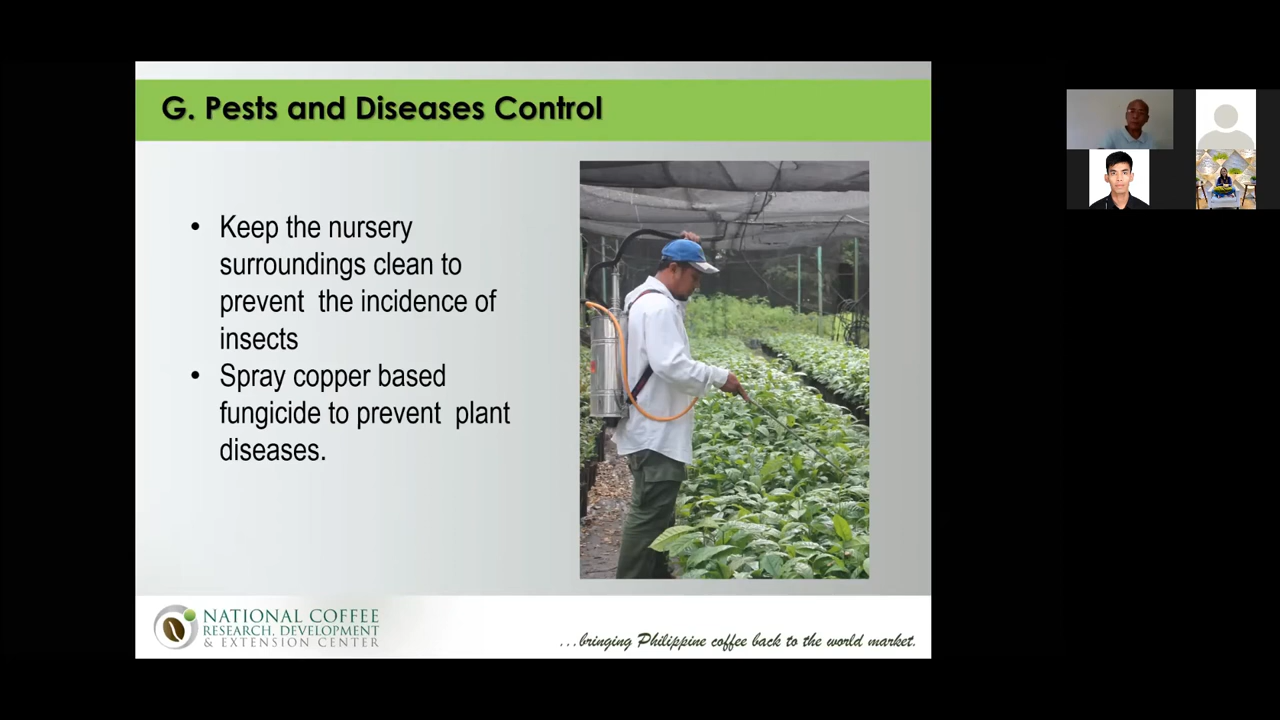 G. Pests and Diseases Control
• Keep the nursery
surroundings clean to
prevent  the incidence of
insects
• Spray copper based
fungicide to prevent  plant
diseases.
NATIONAL COFFEE
RESEARCH, DEVELOPMENT
& EXTENSION CENTER
...bringing Philippine coffee back to the world market.